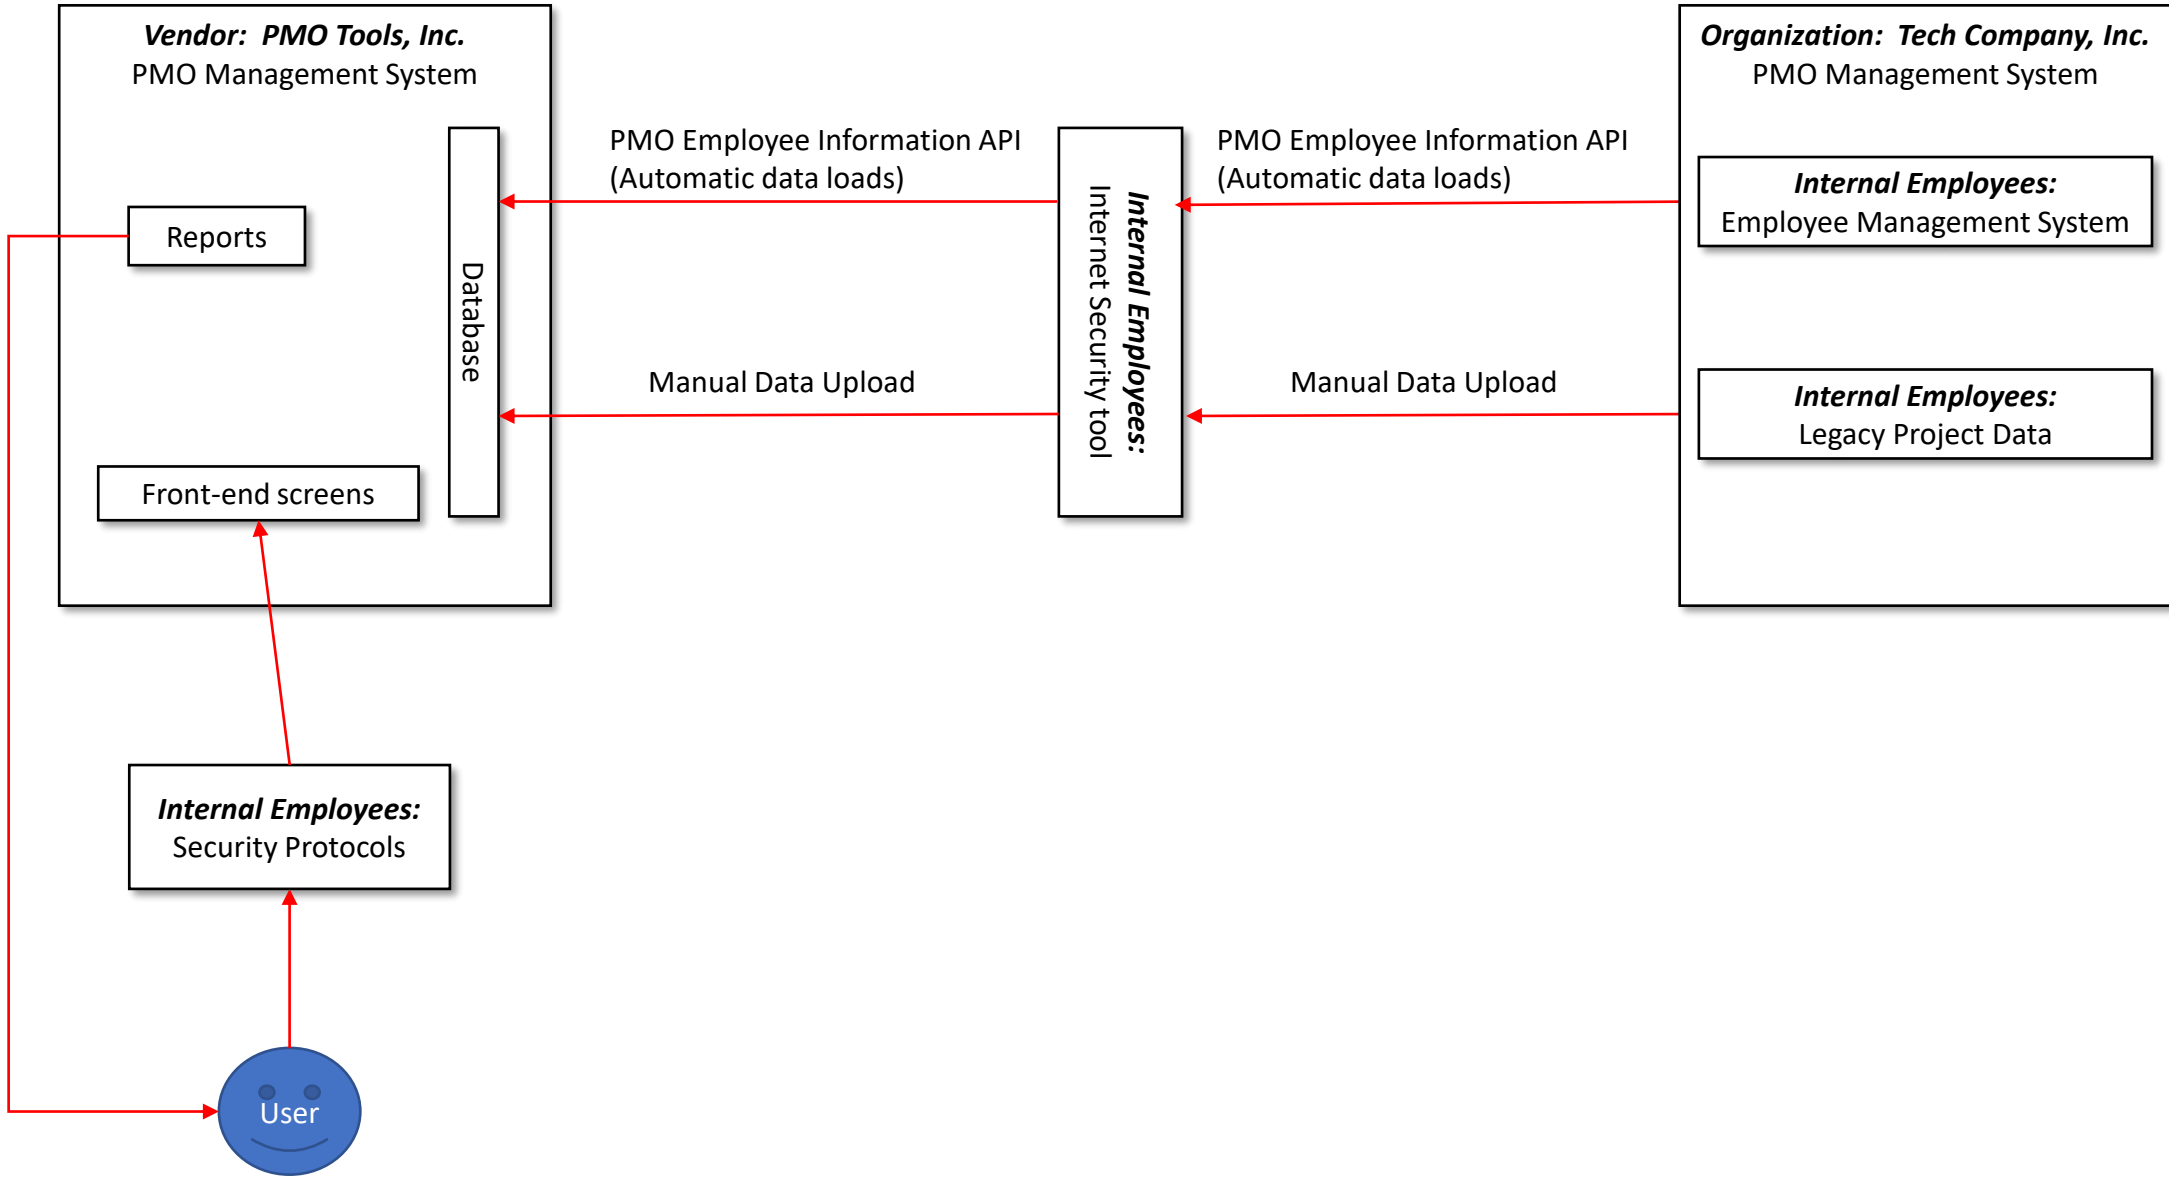 Vendor: PMO Tools, Inc.
PMO Management System
Reports
Database
Front-end screens
PMO Employee Information API
(Automatic data loads)
Manual Data Upload
Internal Employees:
Internet Security tool
PMO Employee Information API
(Automatic data loads)
Manual Data Upload
Organization: Tech Company, Inc.
PMO Management System
Internal Employees:
Employee Management System
Internal Employees:
Legacy Project Data
Internal Employees:
Security Protocols
User